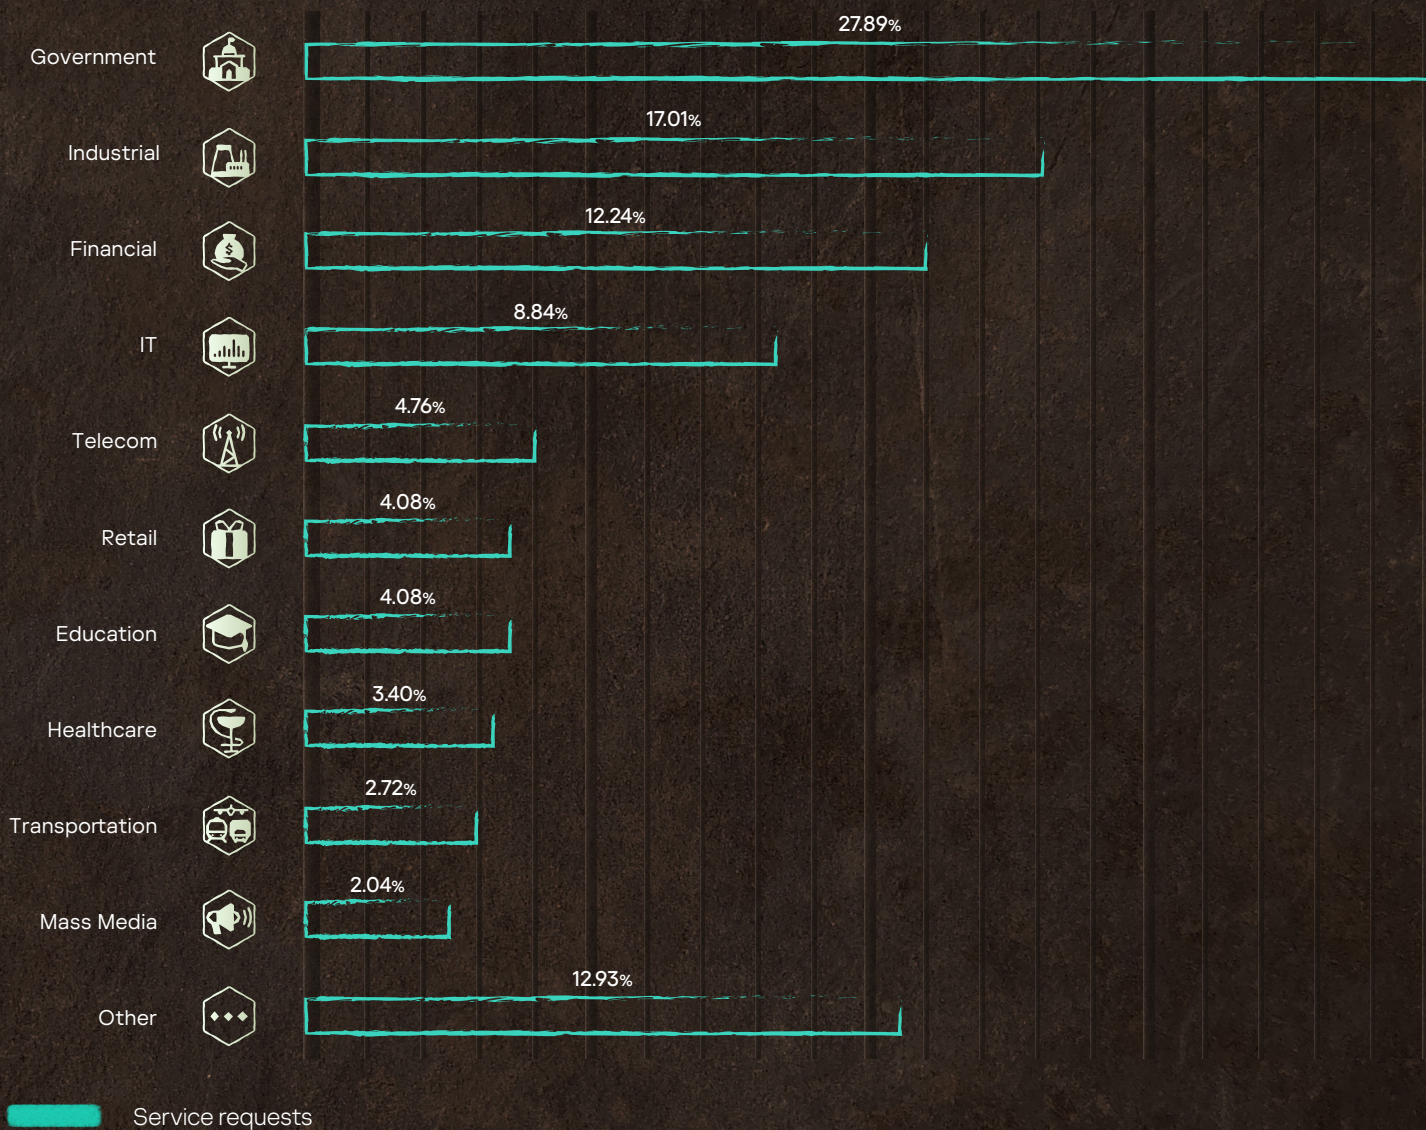 27.89%
Government
17.01%
Industrial
12.24%
Financial
8.84%
IT
4.76%
Telecom
4.08%
Retail
4.08%
Education
3.40%
Healthcare
2.72%
Transportation
2.04%
Mass Media
12.93%
Other
Service requests